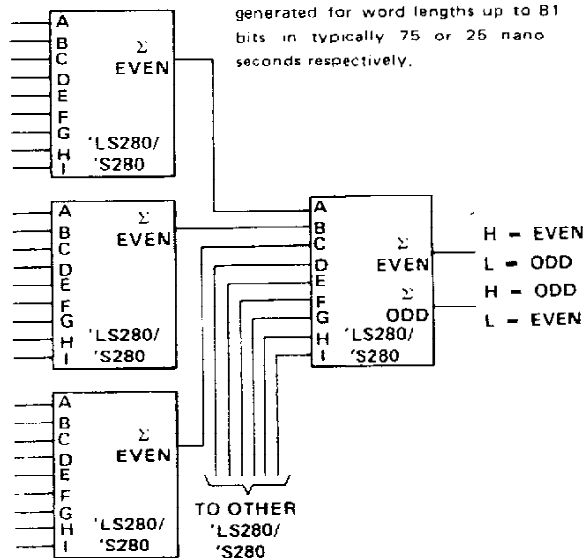 generated for word lengths up to 81
bits in typically 75 or 25 nano
seconds respectively.
A
B
C
D
E
F
G
H
I
Σ
EVEN
'LS280/
'S280
A
B
C
D
E
F
G
H
I
Σ
EVEN
'LS280/
'S280
A
B
C
D
E
F
G
H
I
Σ
EVEN
'LS280/
'S280
A
B
C
D
E
F
G
H
I
Σ
EVEN
Σ
ODD
'LS280/
'S280
H = EVEN
L = ODD
H = ODD
L = EVEN
TO OTHER
'LS280/
'S280